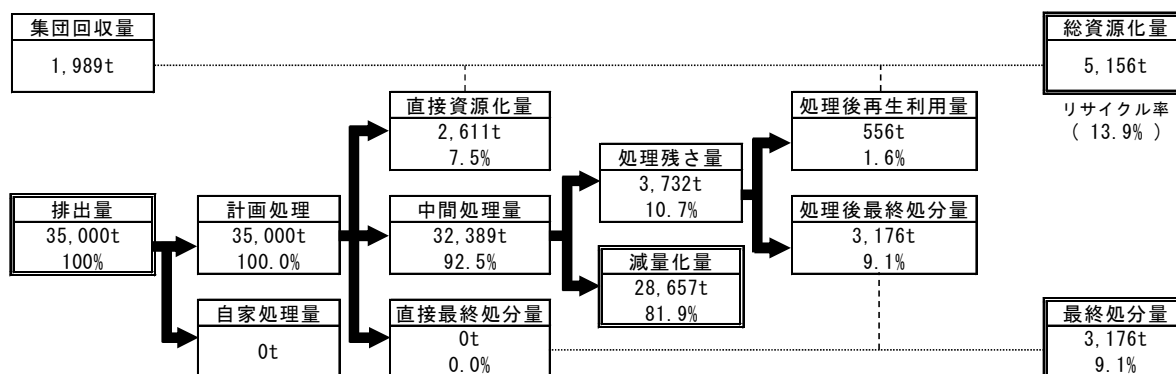 集団回収量
1,989t
総資源化量
5,156t
リサイクル率
( 13.9% )
直接資源化量
2,611t
7.5%
処理後再生利用量
556t
1.6%
処理残さ量
3,732t
10.7%
排出量
35,000t
100%
計画処理
35,000t
100.0%
中間処理量
32,389t
92.5%
処理後最終処分量
3,176t
9.1%
減量化量
28,657t
81.9%
自家処理量
0t
直接最終処分量
0t
0.0%
最終処分量
3,176t
9.1%